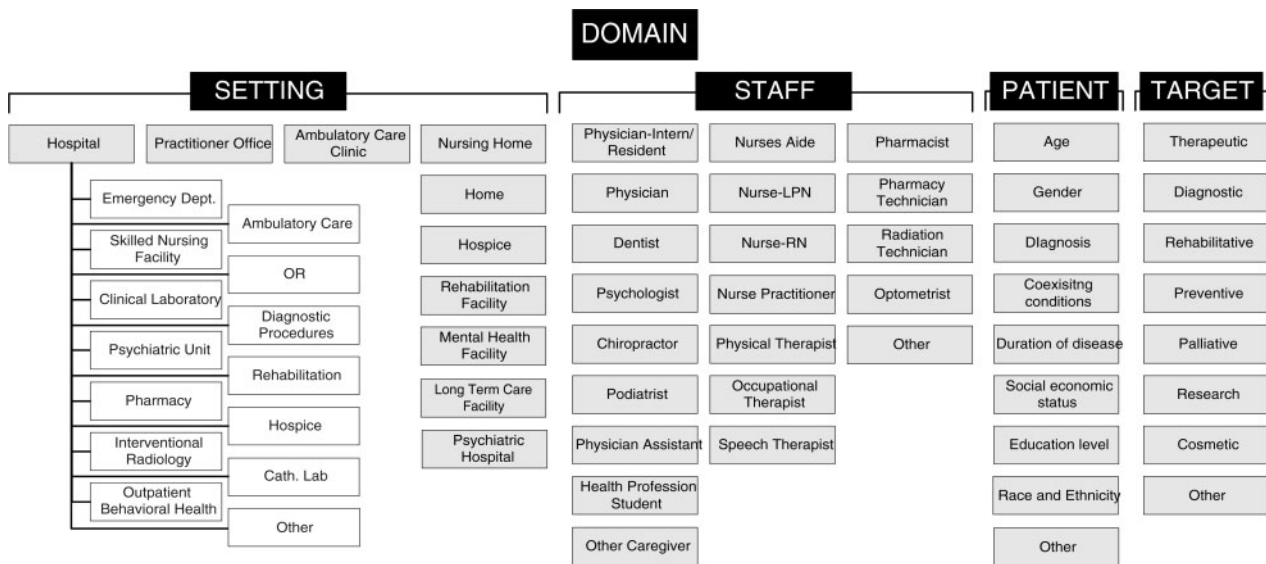 DOMAIN
SETTING
STAFF
PATIENT
TARGET
Hospital
Practitioner Office
Ambulatory Care
Clinic
Nursing Home
Emergency Dept.
Ambulatory Care
Skilled Nursing
Facility
OR
Clinical Laboratory
Diagnostic
Procedures
Psychiatric Unit
Rehabilitation
Pharmacy
Hospice
Interventional
Radiology
Cath. Lab
Outpatient
Behavioral Health
Other
Home
Hospice
Rehabilitation
Facility
Mental Health
Facility
Long Term Care
Facility
Psychiatric
Hospital
Physician-Intern/
Resident
Physician
Dentist
Psychologist
Chiropractor
Podiatrist
Physician Assistant
Health Profession
Student
Other Caregiver
Nurses Aide
Nurse-LPN
Nurse-RN
Nurse Practitioner
Physical Therapist
Occupational
Therapist
Speech Therapist
Pharmacist
Pharmacy
Technician
Radiation
Technician
Optometrist
Other
Age
Gender
DIagnosis
Coexisitng
conditions
Duration of disease
Social economic
status
Education level
Race and Ethnicity
Other
Therapeutic
Diagnostic
Rehabilitative
Preventive
Palliative
Research
Cosmetic
Other